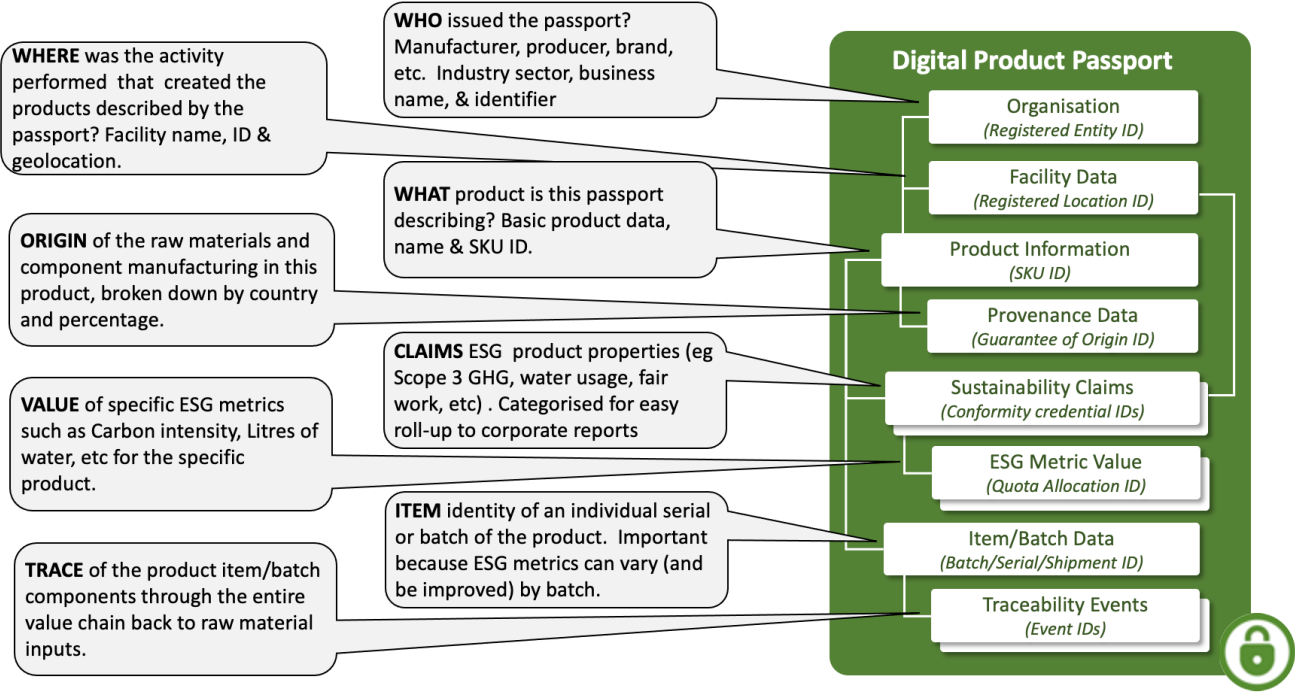 WHO issued the passport?
Manufacturer, producer, brand,
etc.  Industry sector, business
name, & identifier
WHERE was the activity
performed  that  created the
products described by the
passport? Facility name, ID &
geolocation.
WHAT product is this passport
describing? Basic product data,
name & SKU ID.
ORIGIN of the raw materials and
component manufacturing in this
product, broken down by country
and percentage.
CLAIMS ESG  product properties (eg
Scope 3 GHG, water usage, fair
work, etc) . Categorised for easy
roll-up to corporate reports
VALUE of specific ESG metrics
such as Carbon intensity, Litres of
water, etc for the specific
product.
ITEM identity of an individual serial
or batch of the product.  Important
because ESG metrics can vary (and
be improved) by batch.
TRACE of the product item/batch
components through the entire
value chain back to raw material
inputs.
Digital Product Passport
Organisation
(Registered Entity ID)
Facility Data
(Registered Location ID)
Product Information
(SKU ID)
Provenance Data
(Guarantee of Origin ID)
Sustainability Claims
(Conformity credential IDs)
ESG Metric Value
(Quota Allocation ID)
Item/Batch Data
(Batch/Serial/Shipment ID)
Traceability Events
(Event IDs)